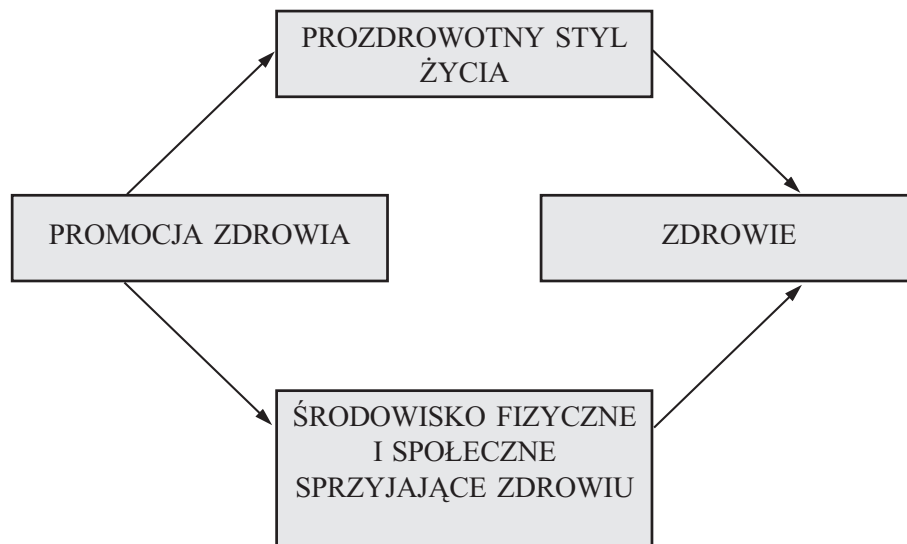 PROZDROWOTNY STYL
ŻYCIA
PROMOCJA ZDROWIA
ZDROWIE
ŚRODOWISKO FIZYCZNE
I SPOŁECZNE
SPRZYJAJĄCE ZDROWIU